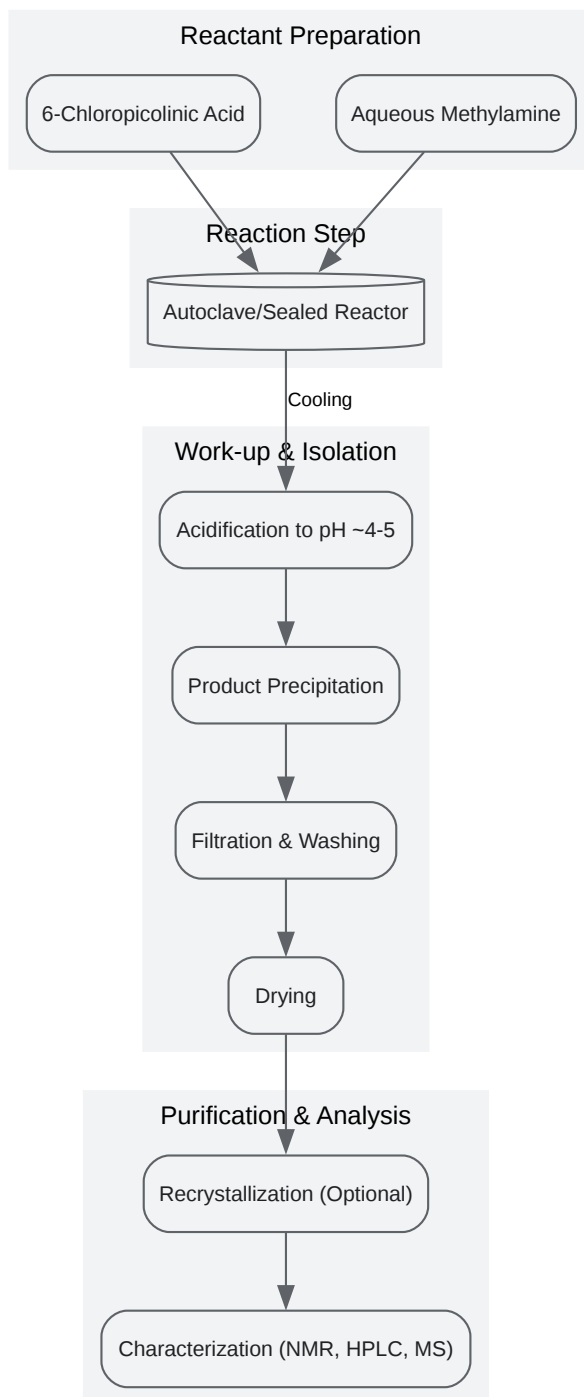 Reactant Preparation
6-Chloropicolinic Acid
Aqueous Methylamine
Reaction Step
Autoclave/Sealed Reactor
Cooling
Work-up & Isolation
Acidification to pH ~4-5
Product Precipitation
Filtration & Washing
Drying
Purification & Analysis
Recrystallization (Optional)
Characterization (NMR, HPLC, MS)